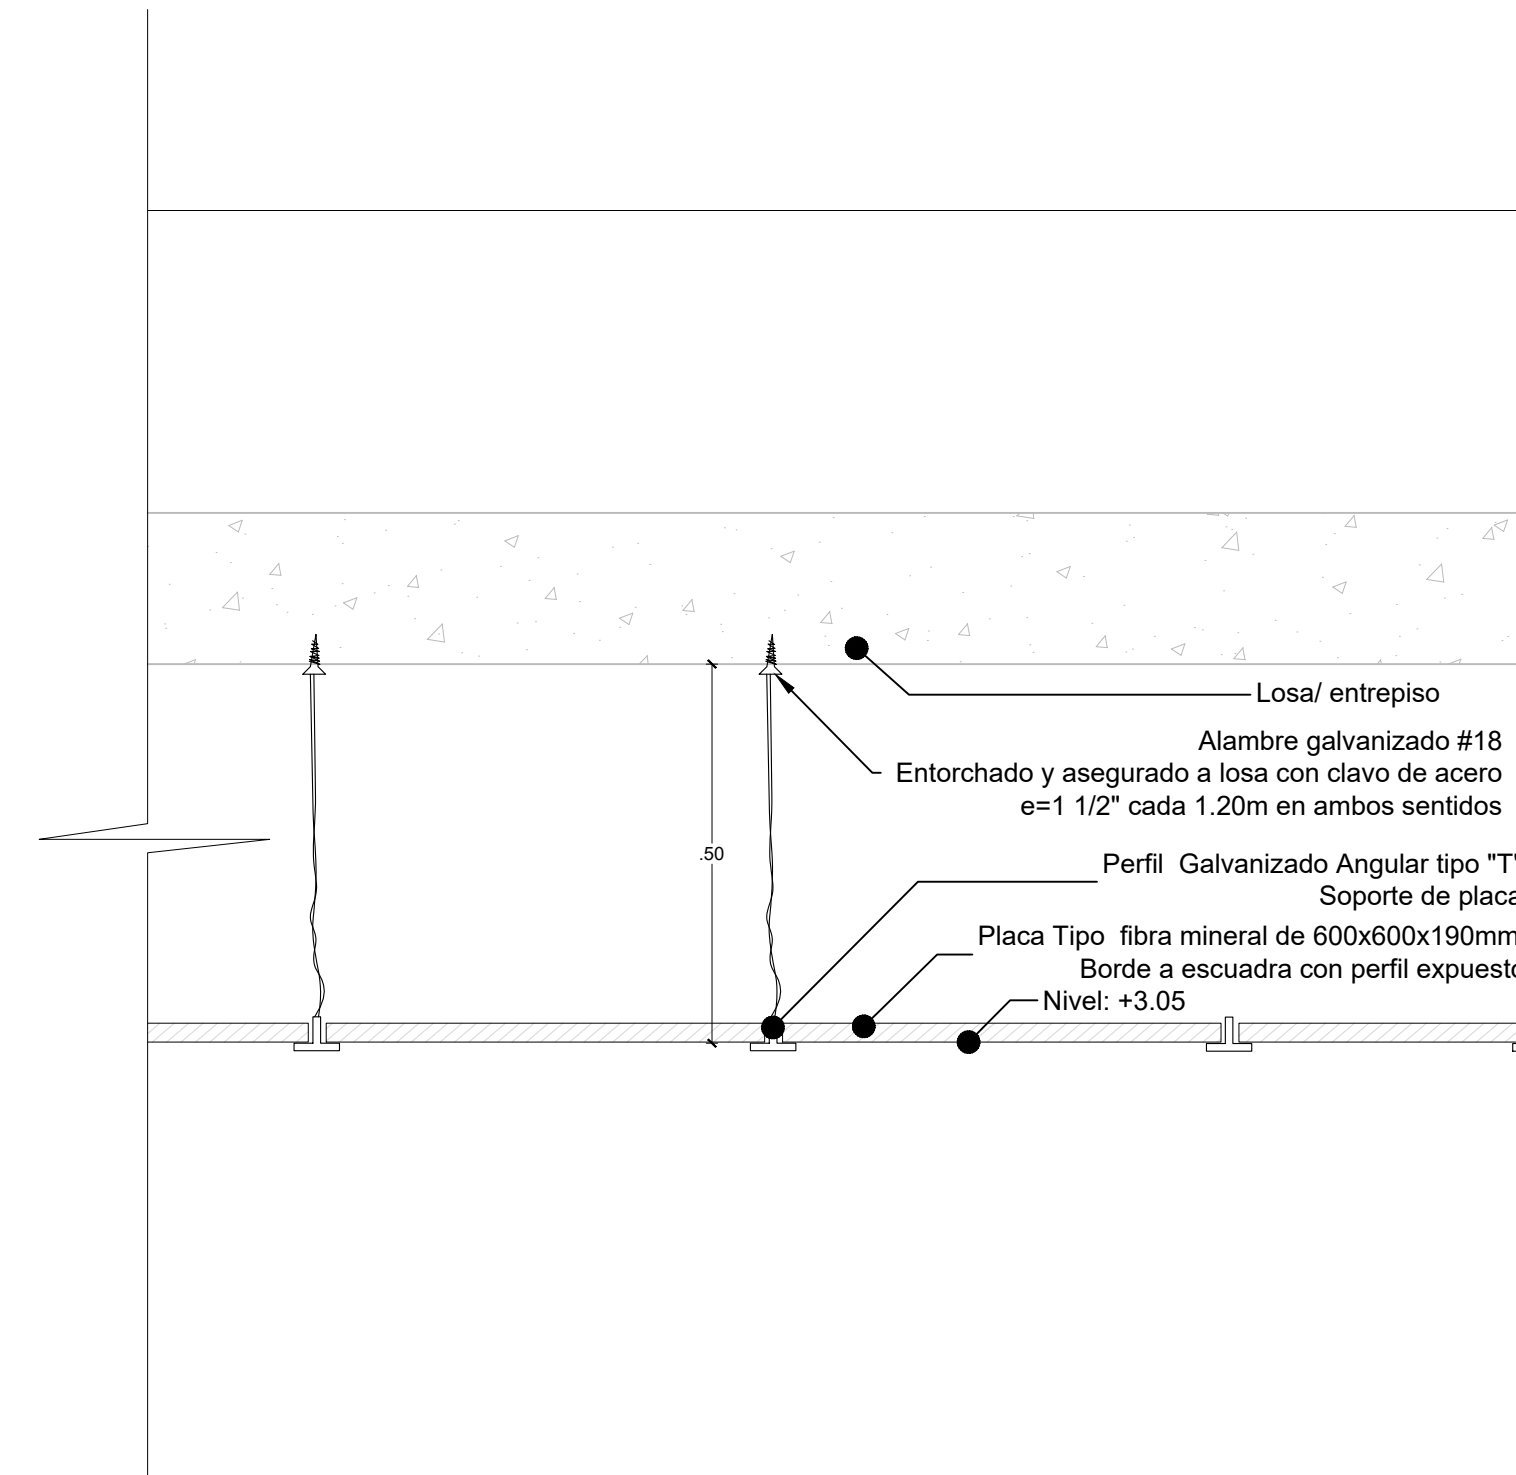 Losa/ entrepiso
Alambre galvanizado #18
Entorchado y asegurado a losa con clavo de acero
e=1 1/2" cada 1.20m en ambos sentidos
.50
Perfil  Galvanizado Angular tipo "T"
Soporte de placa
Placa Tipo  fibra mineral de 600x600x190mm
Borde a escuadra con perfil expuesto
Nivel: +3.05